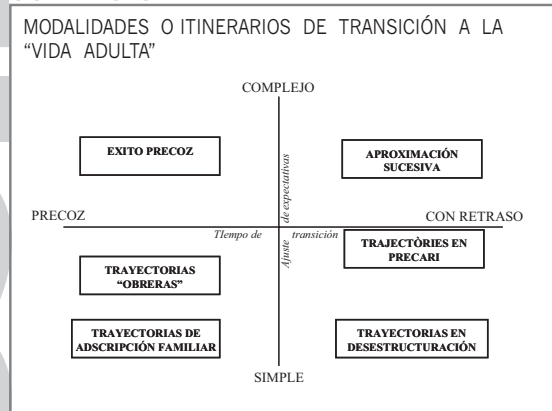 MODALIDADES O ITINERARIOS DE TRANSICIÓN A LA
“VIDA ADULTA”
COMPLEJO
EXITO PRECOZ
APROXIMACIÓN
SUCESIVA
Ajuste de expectativas
PRECOZ
CON RETRASO
TIempo de transición
TRAJECTÒRIES EN
PRECARI
TRAYECTORIAS
“OBRERAS”
TRAYECTORIAS DE
ADSCRIPCIÓN FAMILIAR
TRAYECTORIAS EN
DESESTRUCTURACIÓN
SIMPLE